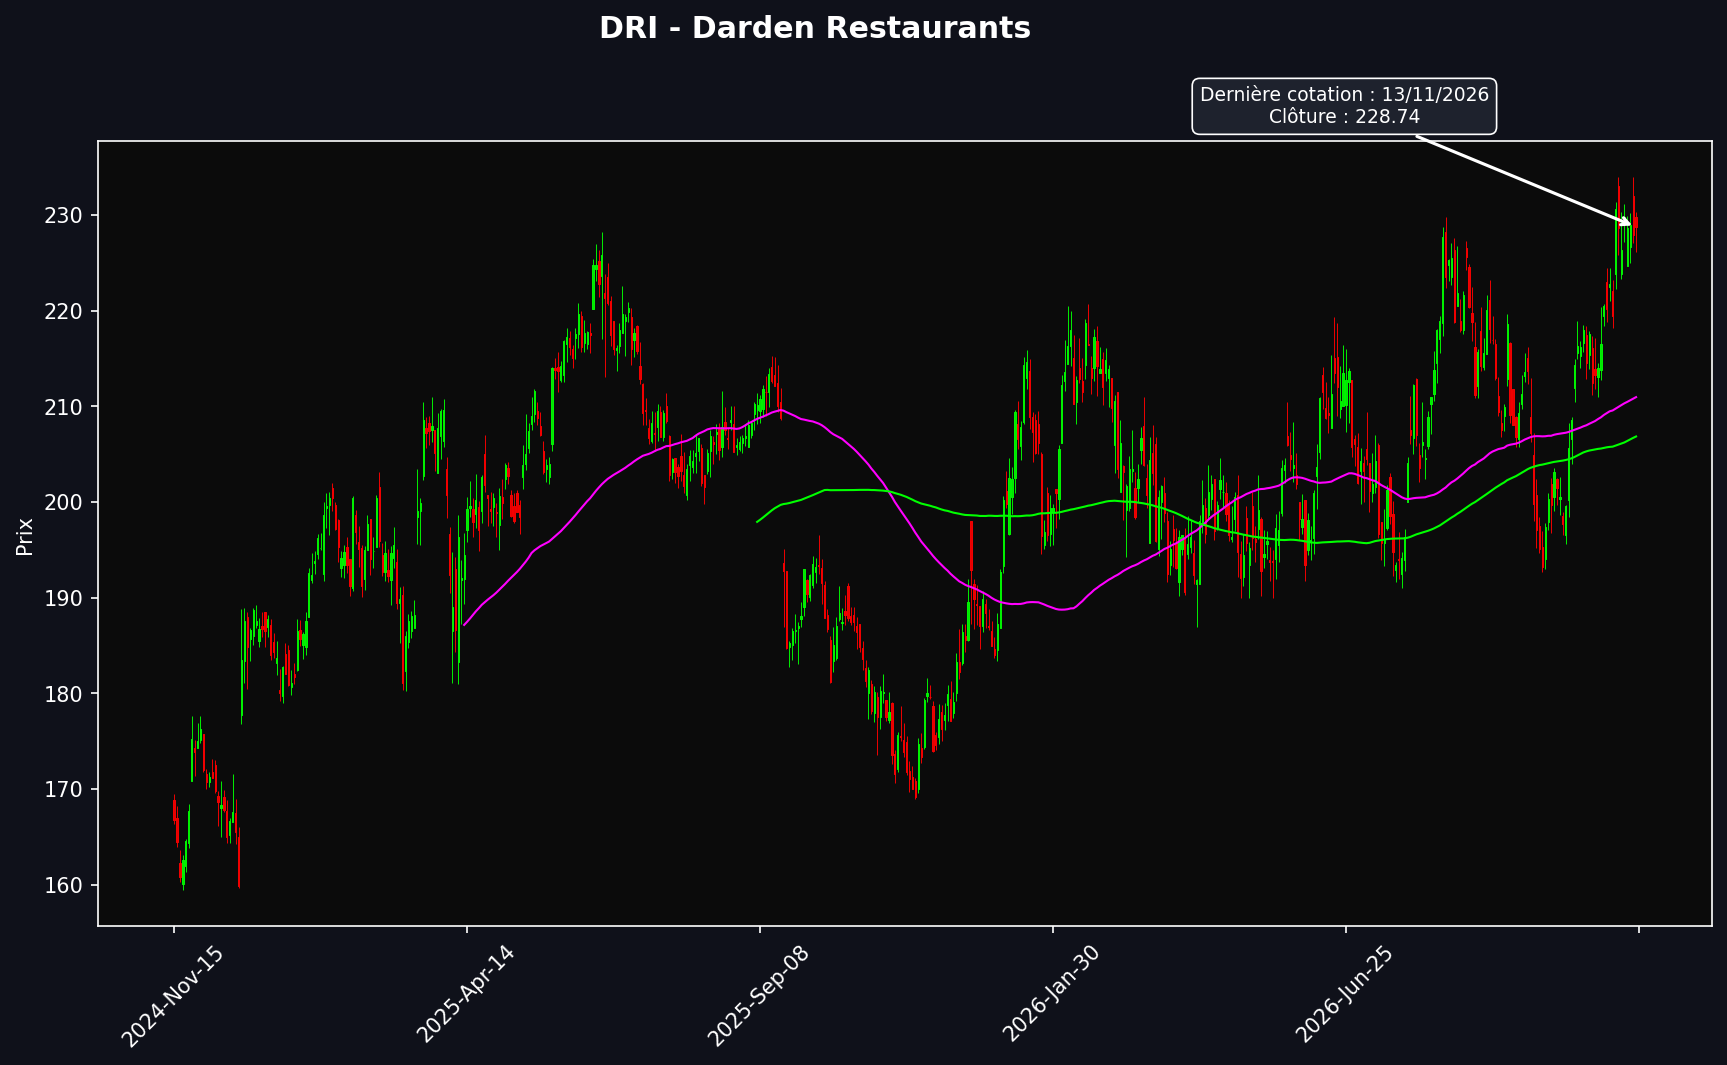 DRI - Darden Restaurants
Dernière cotation : 13/11/2026
Clôture : 228.74
Prix
230
220
210
200
190
180
170
160
2024-Nov-15
2025-Apr-14
2025-Sep-08
2026-Jan-30
2026-Jun-25